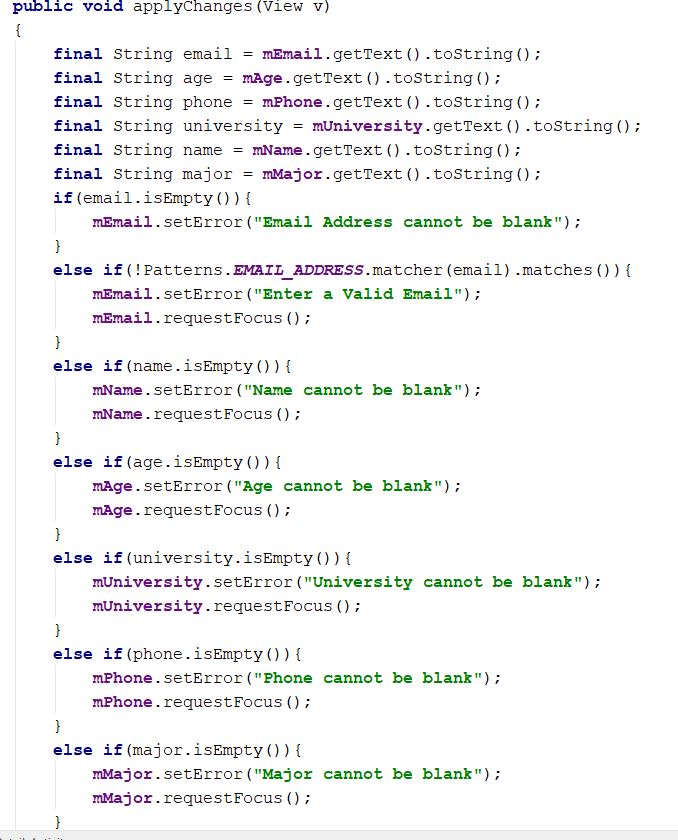 public void applyChanges(View v)
{
    final String email = mEmail.getText().toString();
    final String age = mAge.getText().toString();
    final String phone = mPhone.getText().toString();
    final String university = mUniversity.getText().toString();
    final String name = mName.getText().toString();
    final String major = mMajor.getText().toString();
    if(email.isEmpty()){
        mEmail.setError("Email Address cannot be blank");
    }
    else if(!Patterns.EMAIL_ADDRESS.matcher(email).matches()){
        mEmail.setError("Enter a Valid Email");
        mEmail.requestFocus();
    }
    else if(name.isEmpty()){
        mName.setError("Name cannot be blank");
        mName.requestFocus();
    }
    else if(age.isEmpty()){
        mAge.setError("Age cannot be blank");
        mAge.requestFocus();
    }
    else if(university.isEmpty()){
        mUniversity.setError("University cannot be blank");
        mUniversity.requestFocus();
    }
    else if(phone.isEmpty()){
        mPhone.setError("Phone cannot be blank");
        mPhone.requestFocus();
    }
    else if(major.isEmpty()){
        mMajor.setError("Major cannot be blank");
        mMajor.requestFocus();
    }